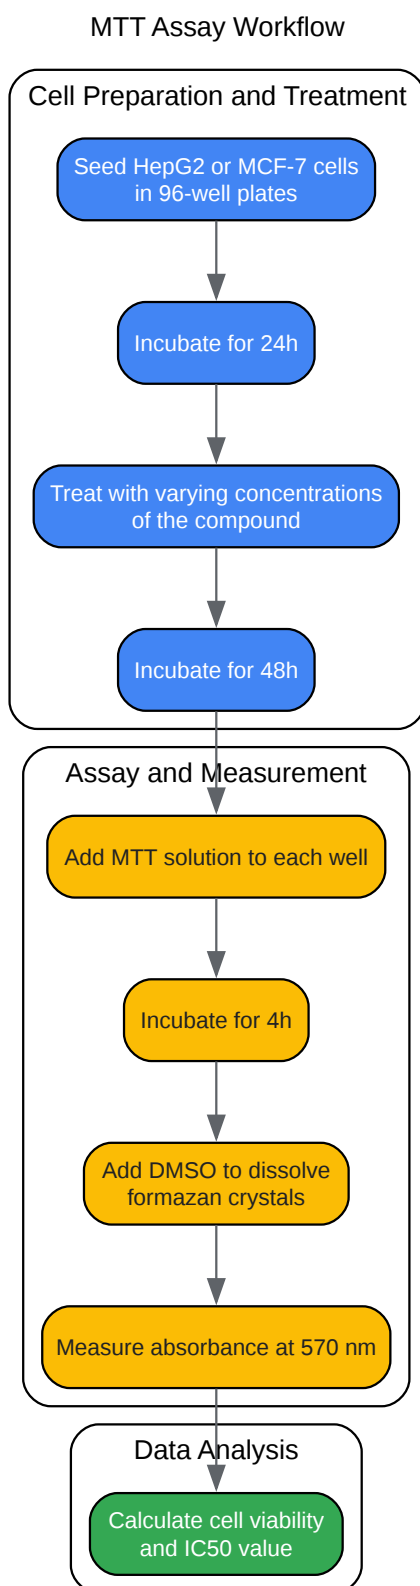 MTT Assay Workflow
Cell Preparation and Treatment
Seed HepG2 or MCF-7 cells
in 96-well plates
Incubate for 24h
Treat with varying concentrations
of the compound
Incubate for 48h
Assay and Measurement
Add MTT solution to each well
Incubate for 4h
Add DMSO to dissolve
formazan crystals
Measure absorbance at 570 nm
Data Analysis
Calculate cell viability
and IC50 value